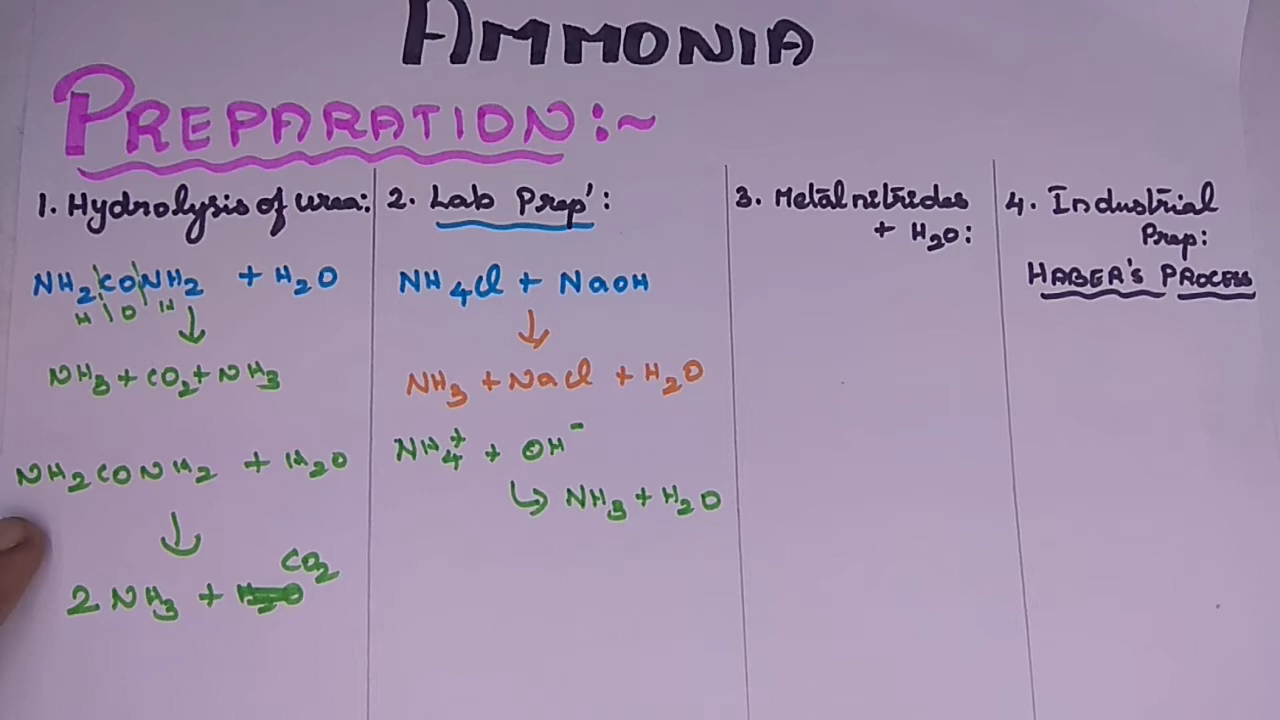 AMMONIA
PREPARATION:~
1. Hydrolysis of urea:
NH2CONH2 + H2O
H | O | H
↓
NH3 + CO2 + NH3
NH2CONH2 + H2O
↓
CO2
2NH3 + H2O
2. Lab Prep':
NH4Cl + NaOH
↓
NH3 + NaCl + H2O
NH4+ + OH-
↳ NH3 + H2O
3. Metal nitrides
+ H2O:
4. Industrial
Prep:
HABER'S PROCESS